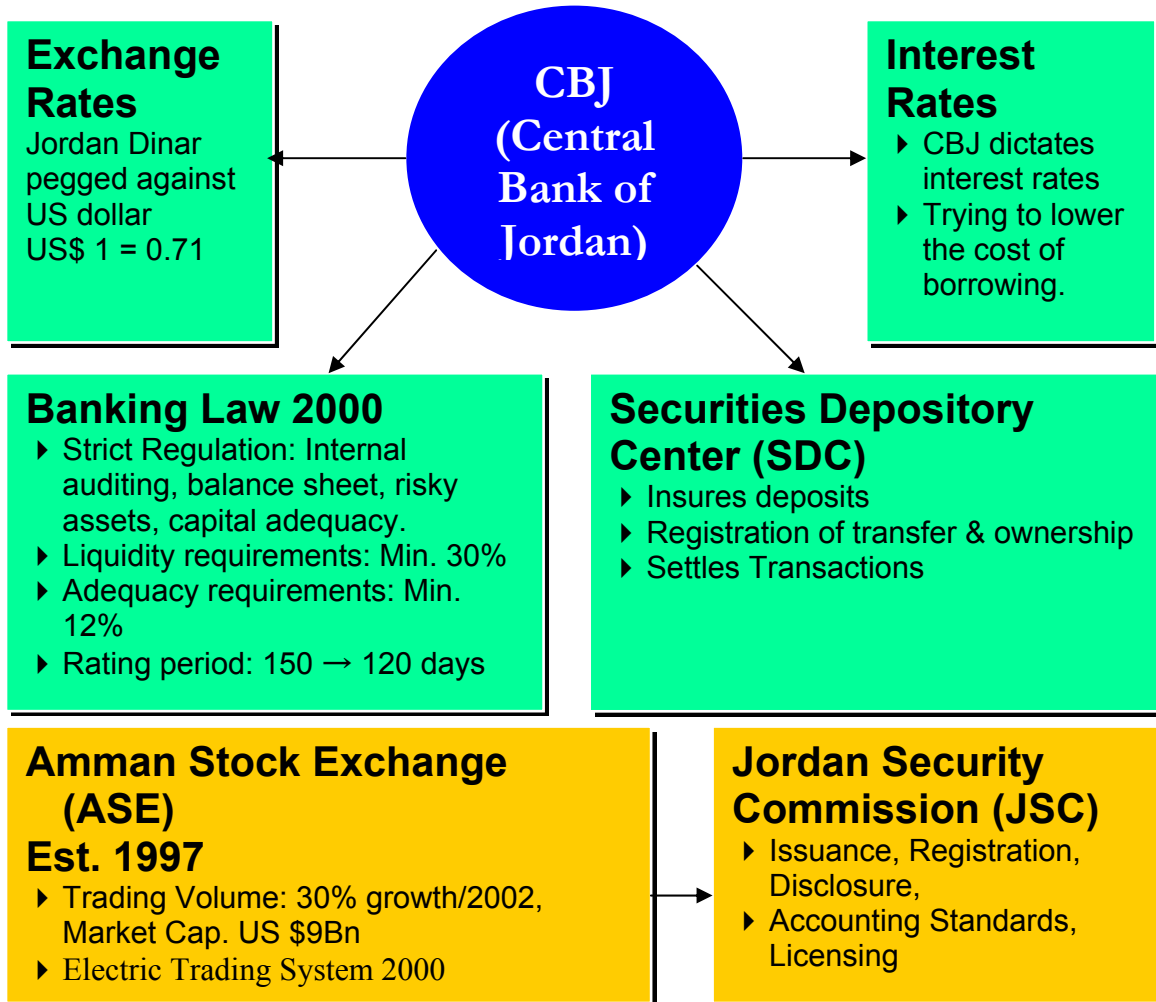 Exchange
Rates
Jordan Dinar
pegged against
US dollar
US$ 1 = 0.71
CBJ
(Central
Bank of
Jordan)
Interest
Rates
CBJ dictates
interest rates
Trying to lower
the cost of
borrowing.
Banking Law 2000
Strict Regulation: Internal
auditing, balance sheet, risky
assets, capital adequacy.
Liquidity requirements: Min. 30%
Adequacy requirements: Min.
12%
Rating period: 150 → 120 days
Securities Depository
Center (SDC)
Insures deposits
Registration of transfer & ownership
Settles Transactions
Amman Stock Exchange
(ASE)
Est. 1997
Trading Volume: 30% growth/2002,
Market Cap. US $9Bn
Electric Trading System 2000
Jordan Security
Commission (JSC)
Issuance, Registration,
Disclosure,
Accounting Standards,
Licensing